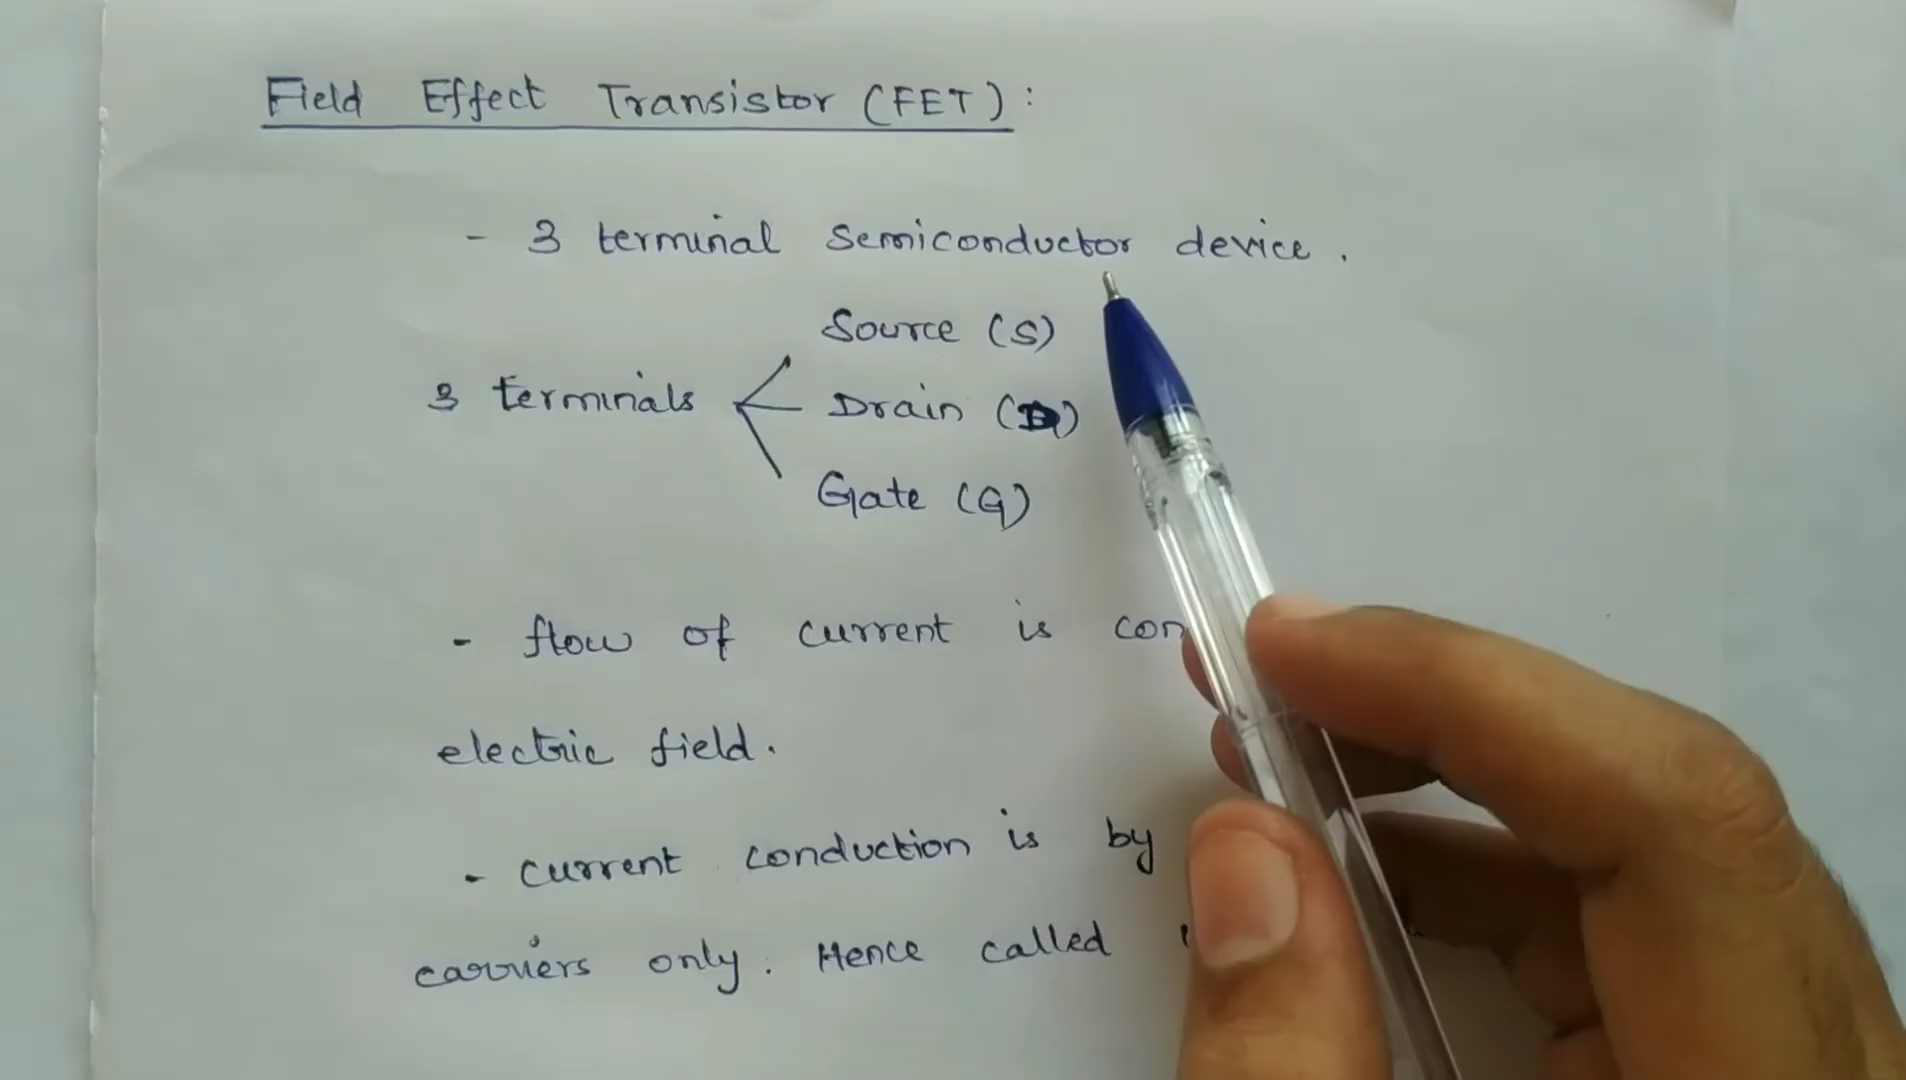 Field Effect Transistor (FET):
- 3 terminal semiconductor device.
Source (S)
3 terminals Drain (D)
Gate (G)
- flow of current is
electric field.
- current conduction is by
carriers only. Hence called